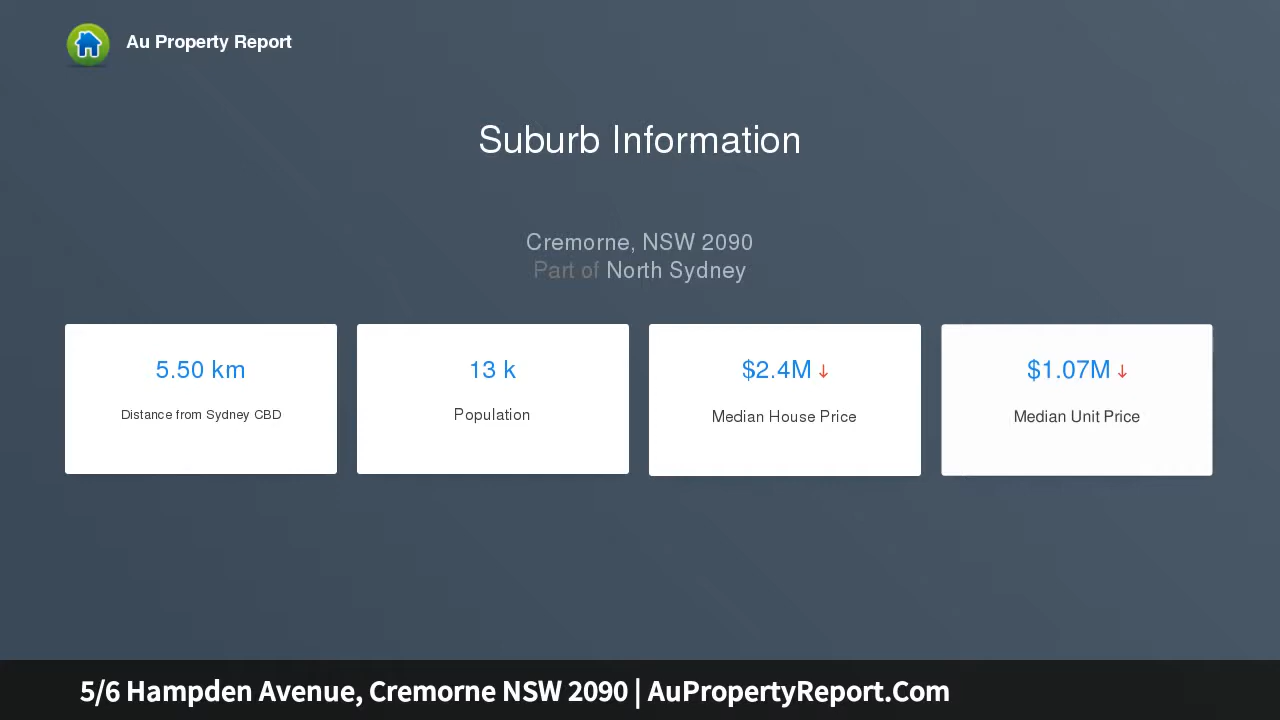 Au Property Report
Suburb Information
Cremorne, NSW 2090
Part of North Sydney
5.50 km
Distance from Sydney CBD
13 k
Population
$2.4M ↓
Median House Price
$1.07M ↓
Median Unit Price
5/6 Hampden Avenue, Cremorne NSW 2090 | AuPropertyReport.Com